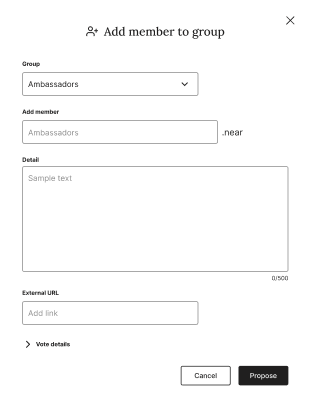 Add member to group
Group
Ambassadors
Add member
Ambassadors .near
Detail
Sample text
0/500
External URL
Add link
Vote details
Cancel Propose